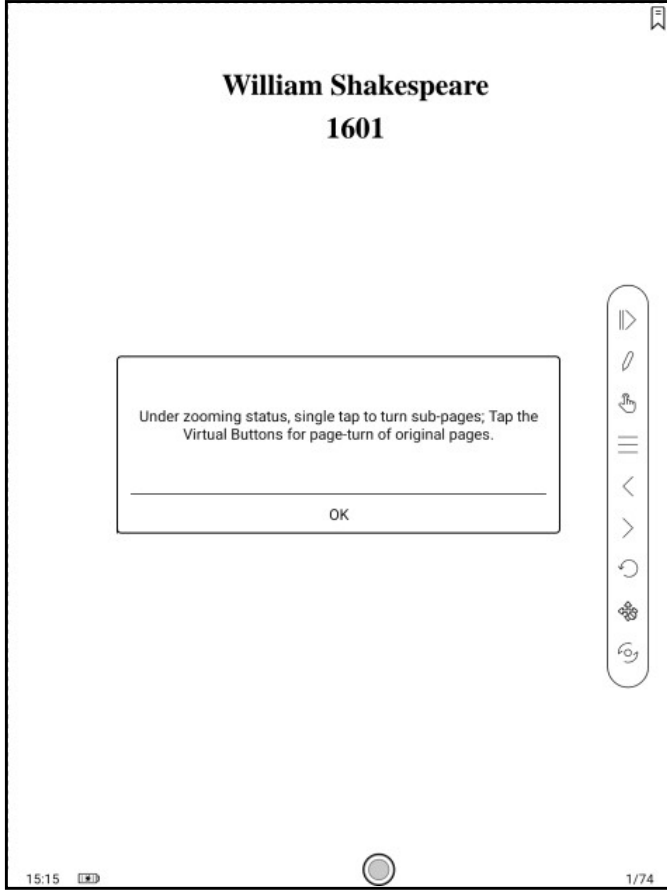 William Shakespeare
1601
Under zooming status, single tap to turn sub-pages; Tap the
Virtual Buttons for page-turn of original pages.
OK
15:15
1/74